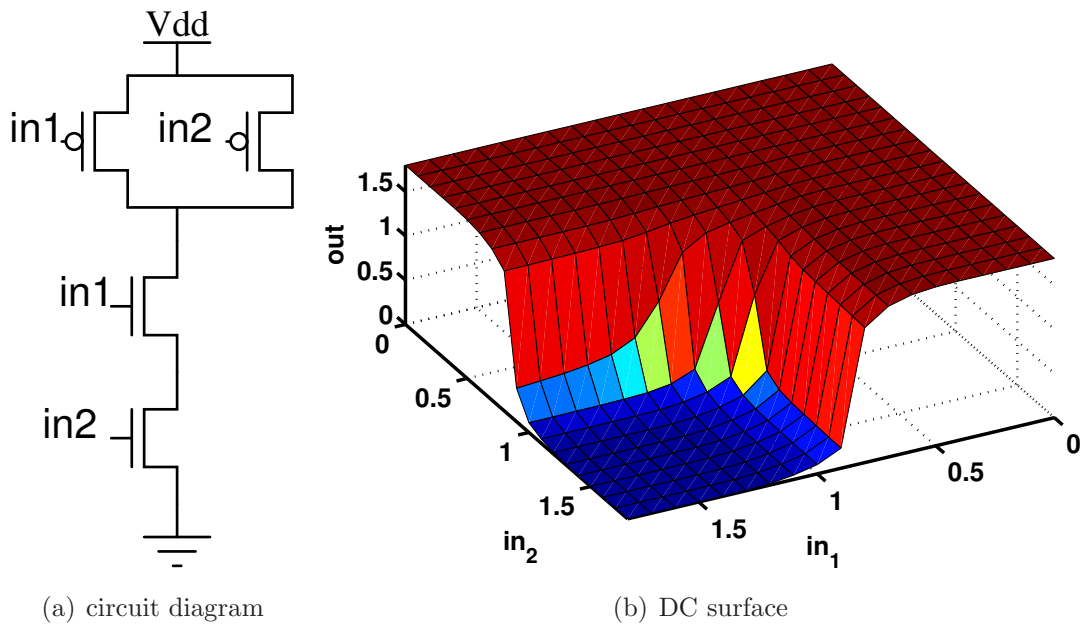 Vdd
in1
in2
in1
in2
(a) circuit diagram
out
1.5
1
0.5
0
0
0.5
1
1.5
in₂
1.5
1
0.5
0
in₁
(b) DC surface